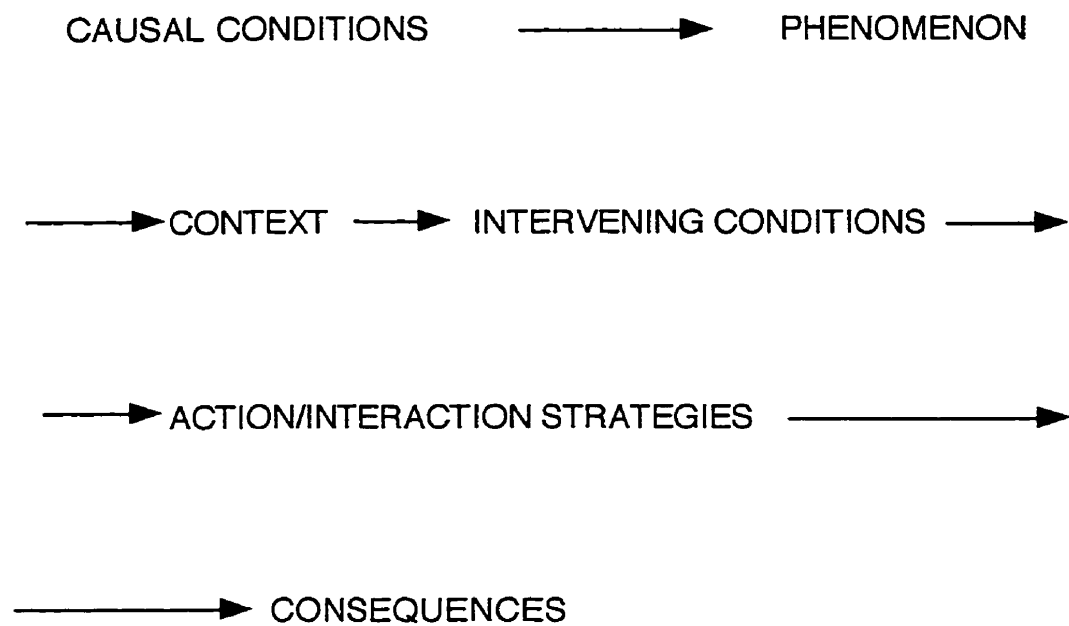 CAUSAL CONDITIONS PHENOMENON
CONTEXT INTERVENING CONDITIONS
ACTION/INTERACTION STRATEGIES
CONSEQUENCES